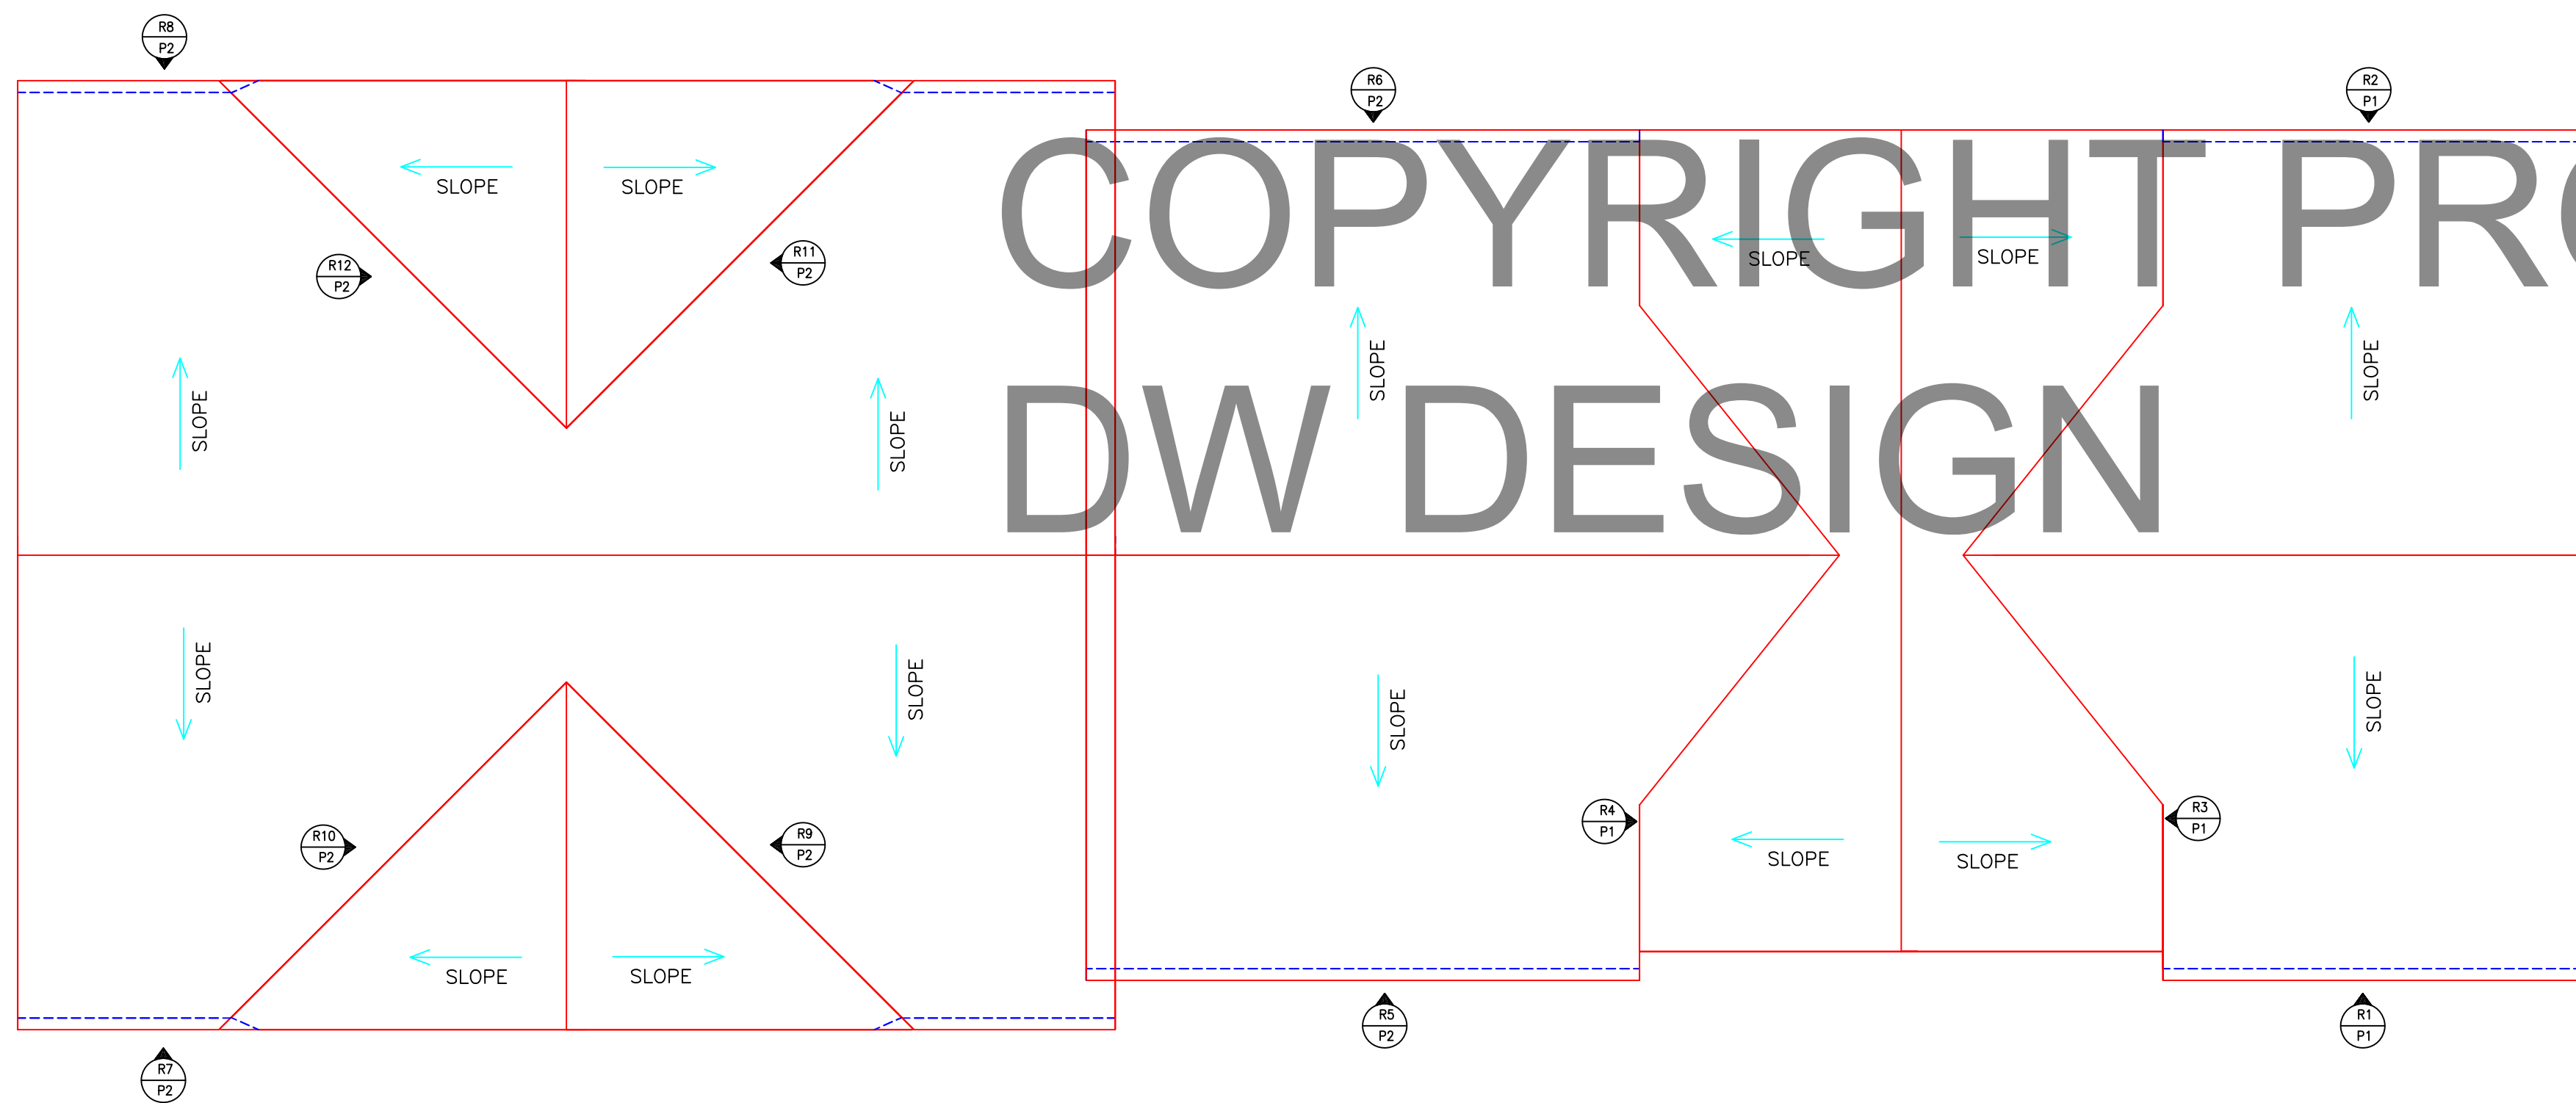 R8
P2
R6
P2
R2
P1
COPYRIGHT PRO
SLOPE
SLOPE
SLOPE
SLOPE
R12
P2
R11
P2
SLOPE
SLOPE
SLOPE
SLOPE
DW DESIGN
SLOPE
SLOPE
SLOPE
SLOPE
R10
P2
R9
P2
R4
P1
R3
P1
SLOPE
SLOPE
SLOPE
SLOPE
R7
P2
R5
P2
R1
P1